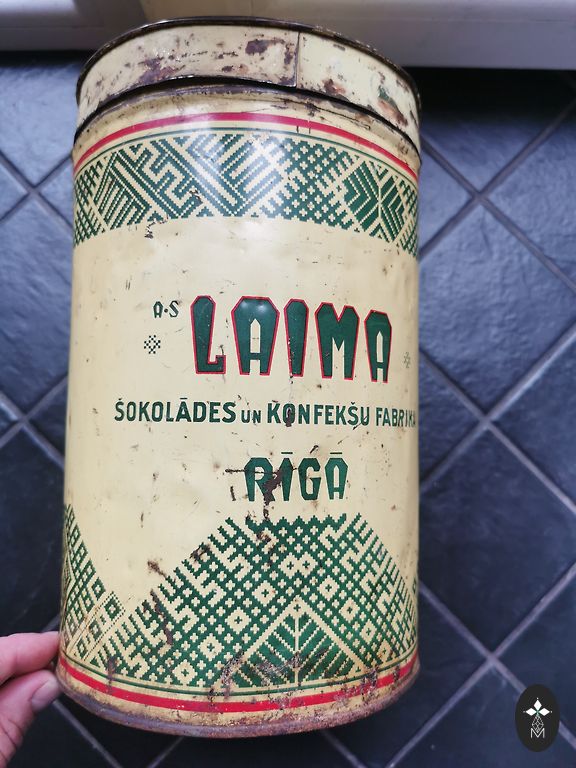 A·S
LAIMA
ŠOKOLĀDES UN KONFEKŠU FABRIKA
RĪGĀ